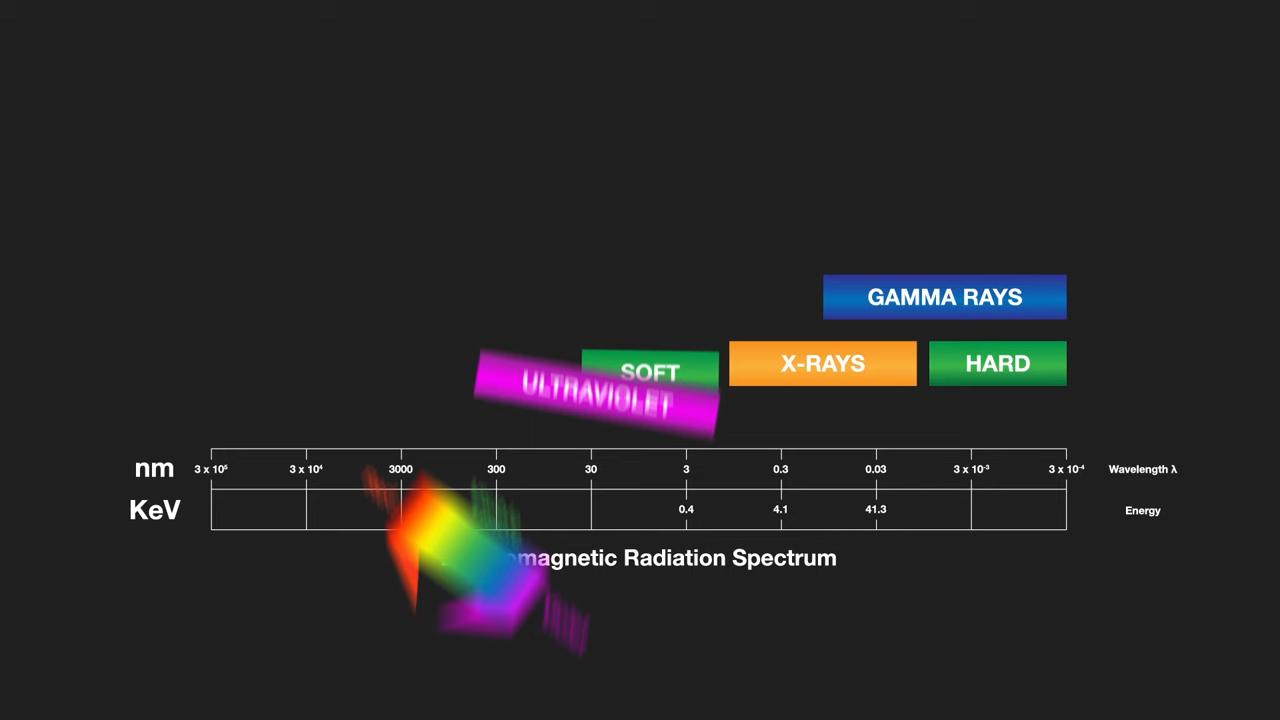 GAMMA RAYS
SOFT X-RAYS HARD
ULTRAVIOLET
nm 3 x 10⁵ 3 x 10⁴ 3000 300 30 3 0.3 0.03 3 x 10⁻³ 3 x 10⁻⁴ Wavelength λ
KeV 0.4 4.1 41.3 Energy
Radiation Spectrum